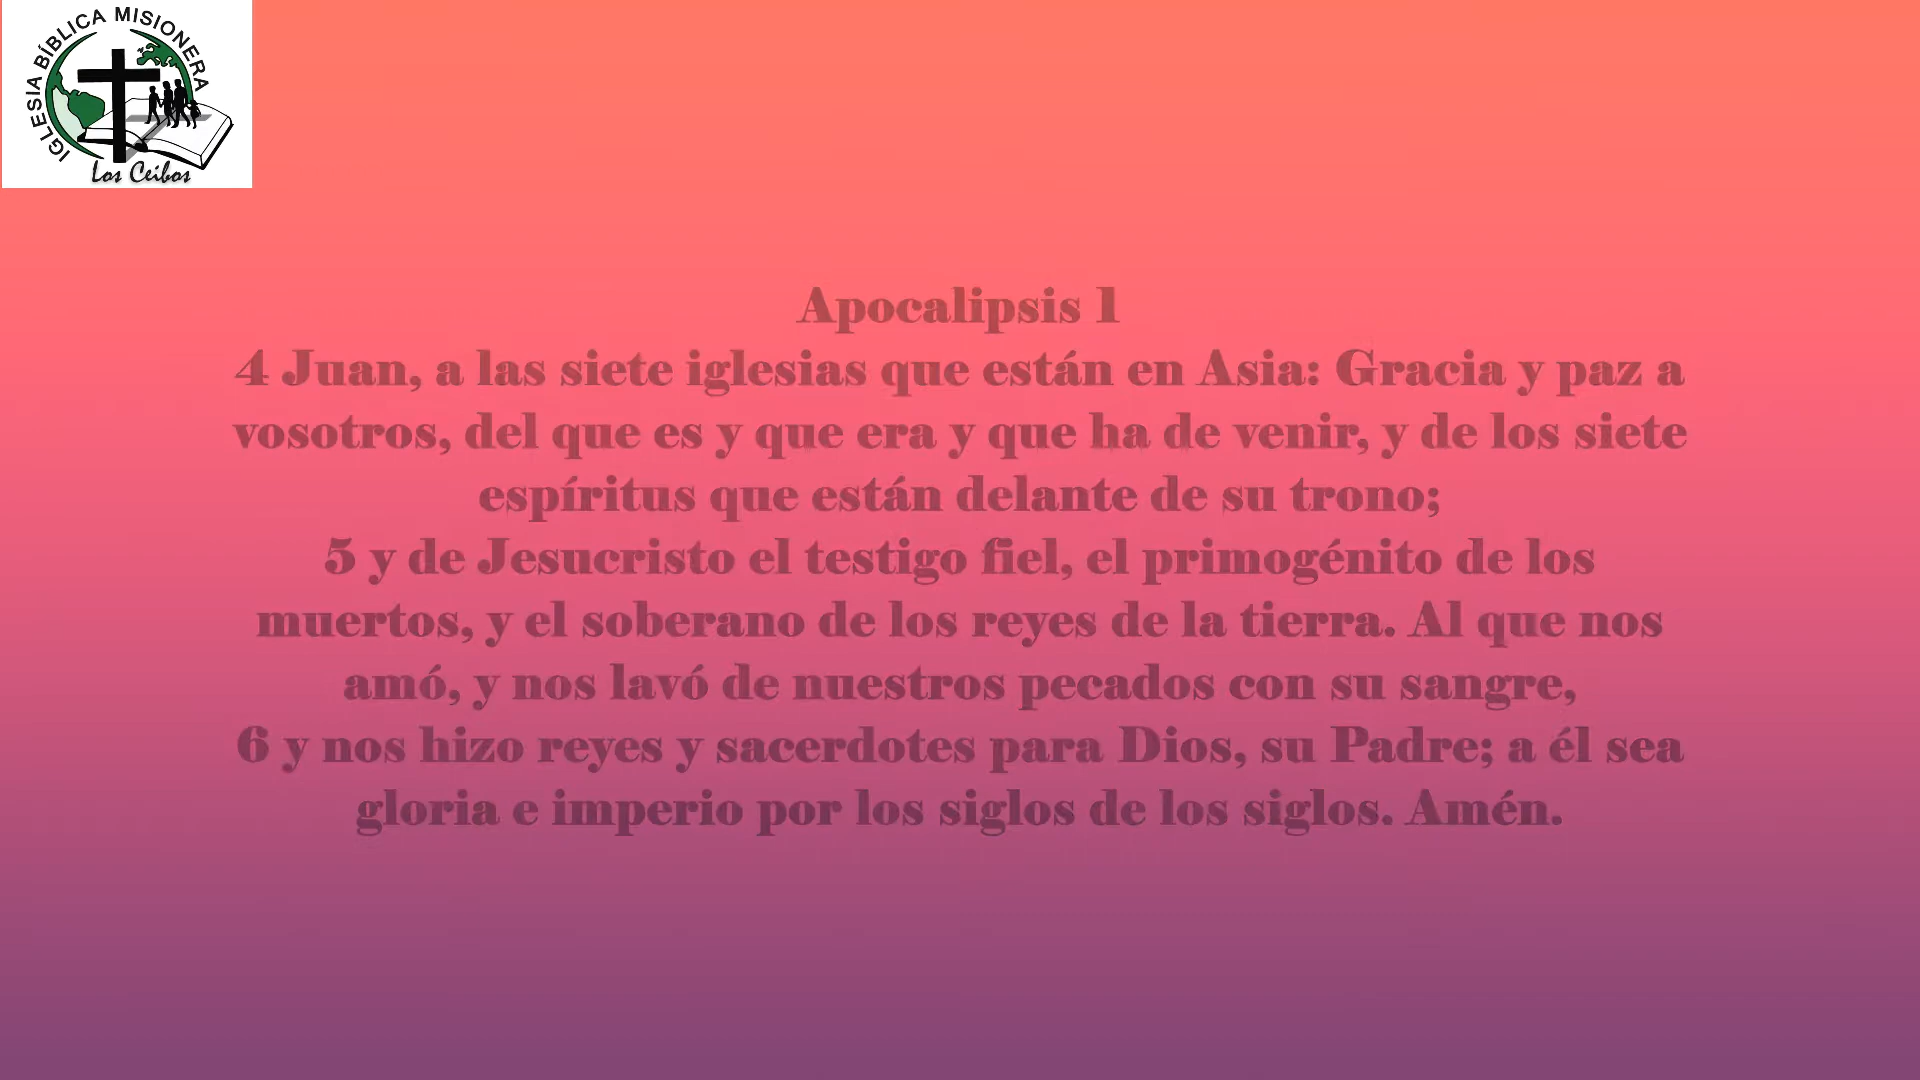 IGLESIA BÍBLICA MISIONERA
Los Ceibos
Apocalipsis 1
4 Juan, a las siete iglesias que están en Asia: Gracia y paz a
vosotros, del que es y que era y que ha de venir, y de los siete
espíritus que están delante de su trono;
5 y de Jesucristo el testigo fiel, el primogénito de los
muertos, y el soberano de los reyes de la tierra. Al que nos
amó, y nos lavó de nuestros pecados con su sangre,
6 y nos hizo reyes y sacerdotes para Dios, su Padre; a él sea
gloria e imperio por los siglos de los siglos. Amén.